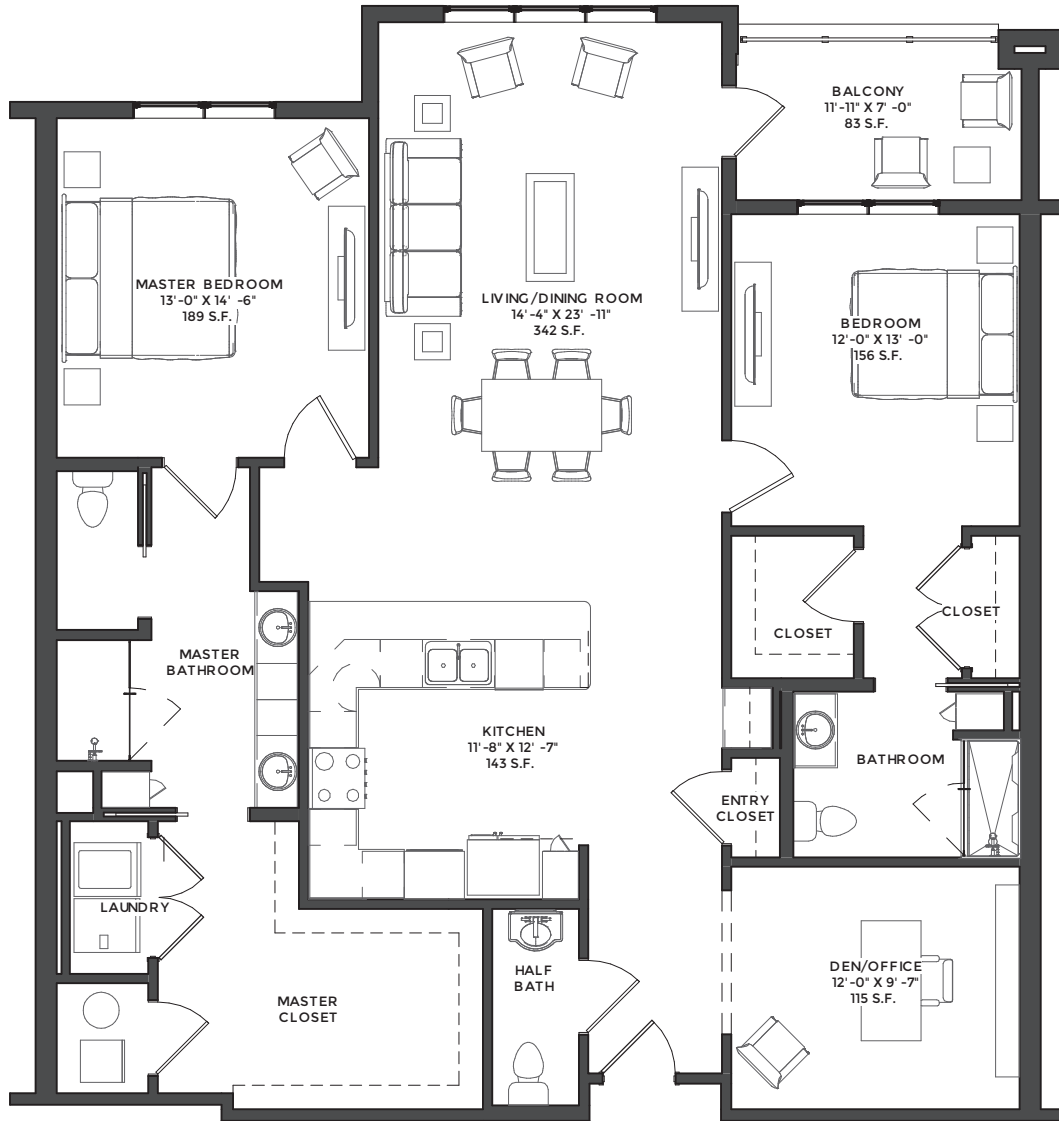 BALCONY
11'-11" X 7' -0"
83 S.F.
MASTER BEDROOM
13'-0" X 14' -6"
189 S.F.
LIVING/DINING ROOM
14'-4" X 23' -11"
342 S.F.
BEDROOM
12'-0" X 13' -0"
156 S.F.
CLOSET
CLOSET
MASTER
BATHROOM
KITCHEN
11'-8" X 12' -7"
143 S.F.
BATHROOM
ENTRY
CLOSET
LAUNDRY
HALF
BATH
DEN/OFFICE
12'-0" X 9' -7"
115 S.F.
MASTER
CLOSET